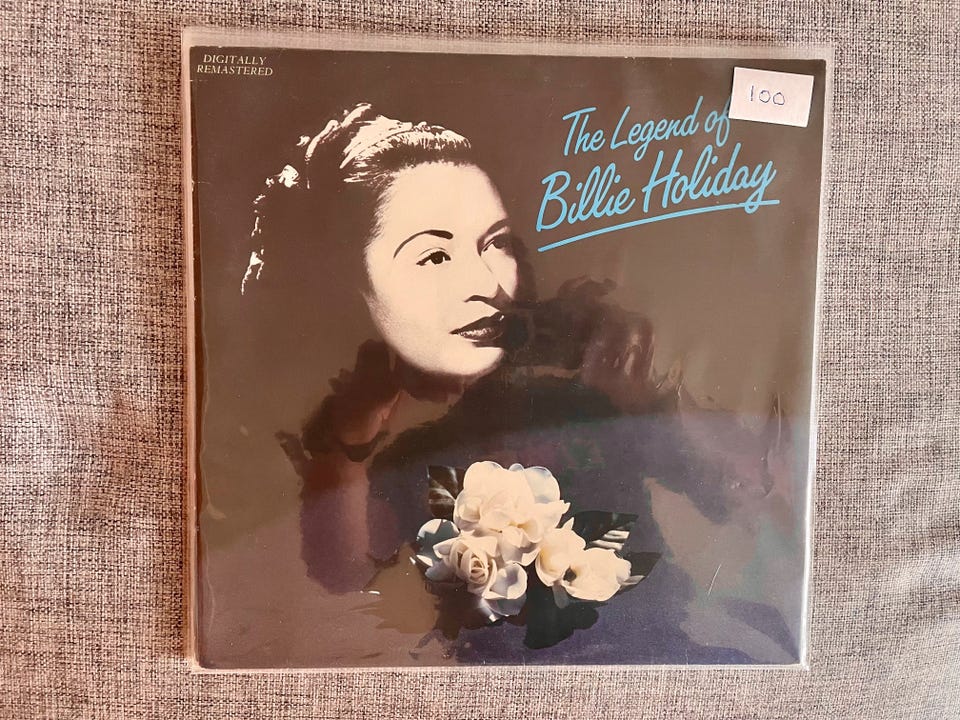 DIGITALLY
REMASTERED
100
The Legend of
Billie Holiday